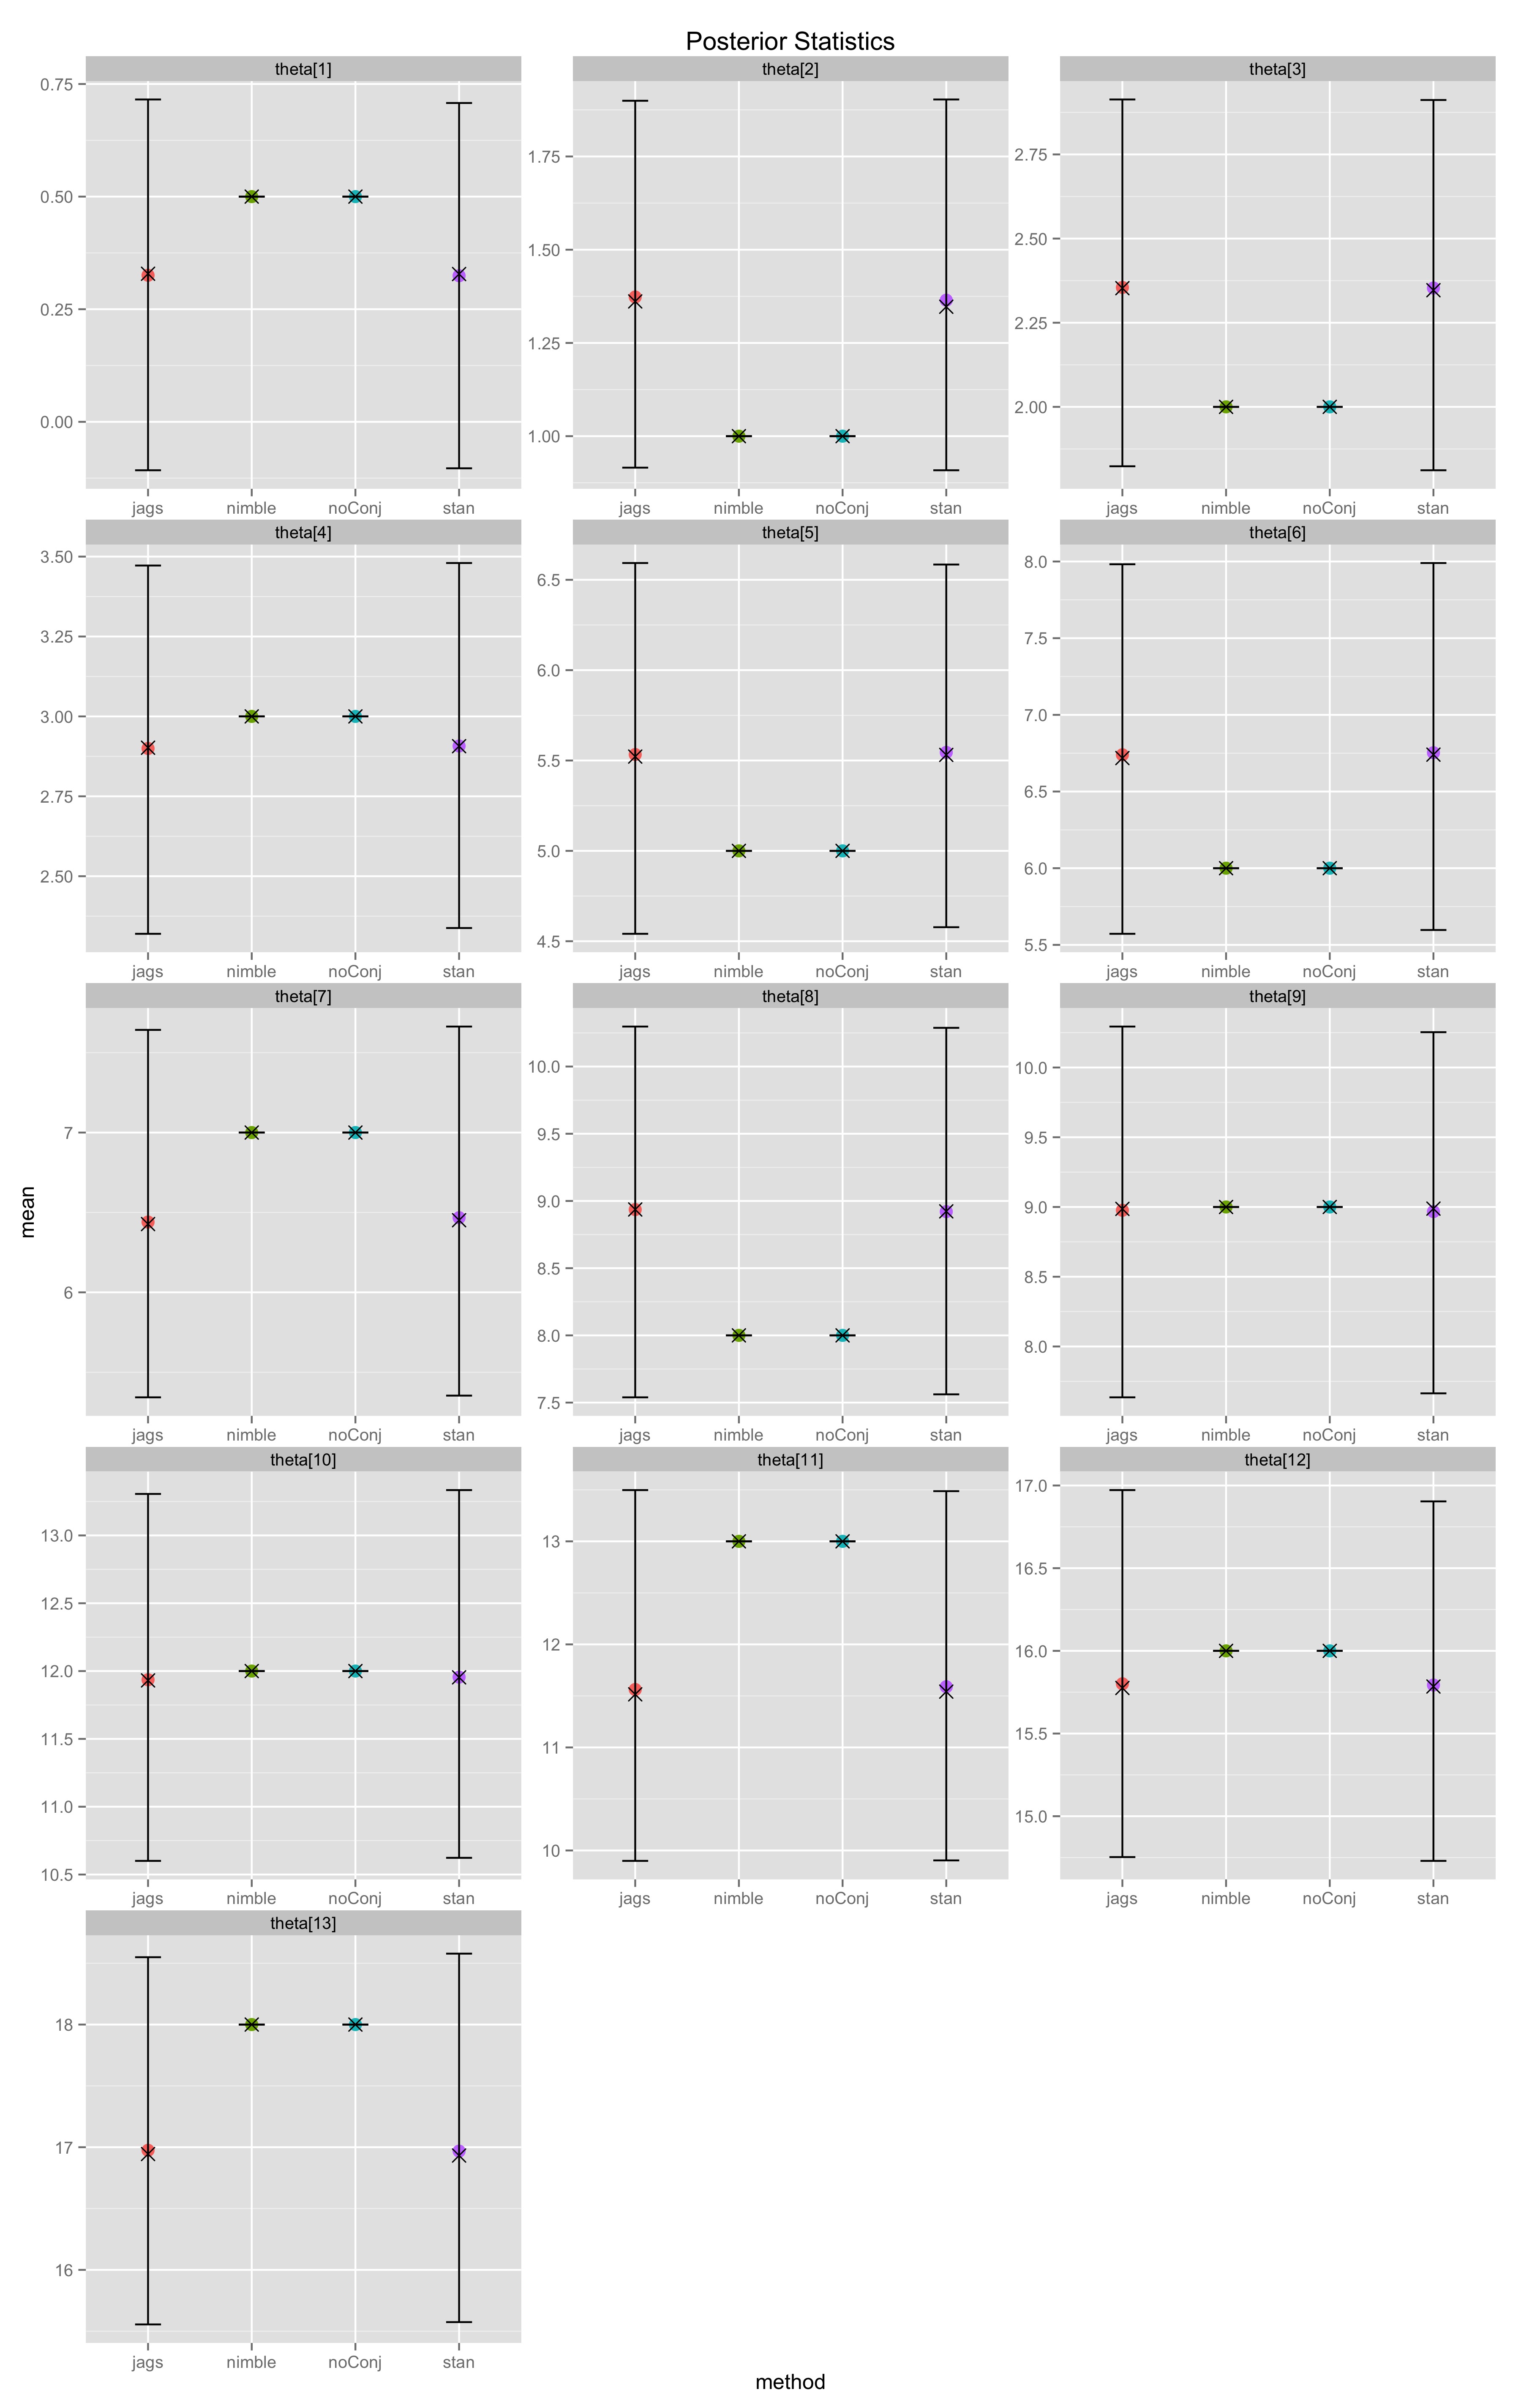 Posterior Statistics
theta[1]
0.75
0.50
0.25
0.00
jags nimble noConj stan
theta[2]
1.75
1.50
1.25
1.00
jags nimble noConj stan
theta[3]
2.75
2.50
2.25
2.00
jags nimble noConj stan
theta[4]
3.50
3.25
3.00
2.75
2.50
jags nimble noConj stan
theta[5]
6.5
6.0
5.5
5.0
4.5
jags nimble noConj stan
theta[6]
8.0
7.5
7.0
6.5
6.0
5.5
jags nimble noConj stan
theta[7]
7
6
jags nimble noConj stan
theta[8]
10.0
9.5
9.0
8.5
8.0
7.5
jags nimble noConj stan
theta[9]
10.0
9.5
9.0
8.5
8.0
jags nimble noConj stan
mean
theta[10]
13.0
12.5
12.0
11.5
11.0
10.5
jags nimble noConj stan
theta[11]
13
12
11
10
jags nimble noConj stan
theta[12]
17.0
16.5
16.0
15.5
15.0
jags nimble noConj stan
theta[13]
18
17
16
jags nimble noConj stan
method